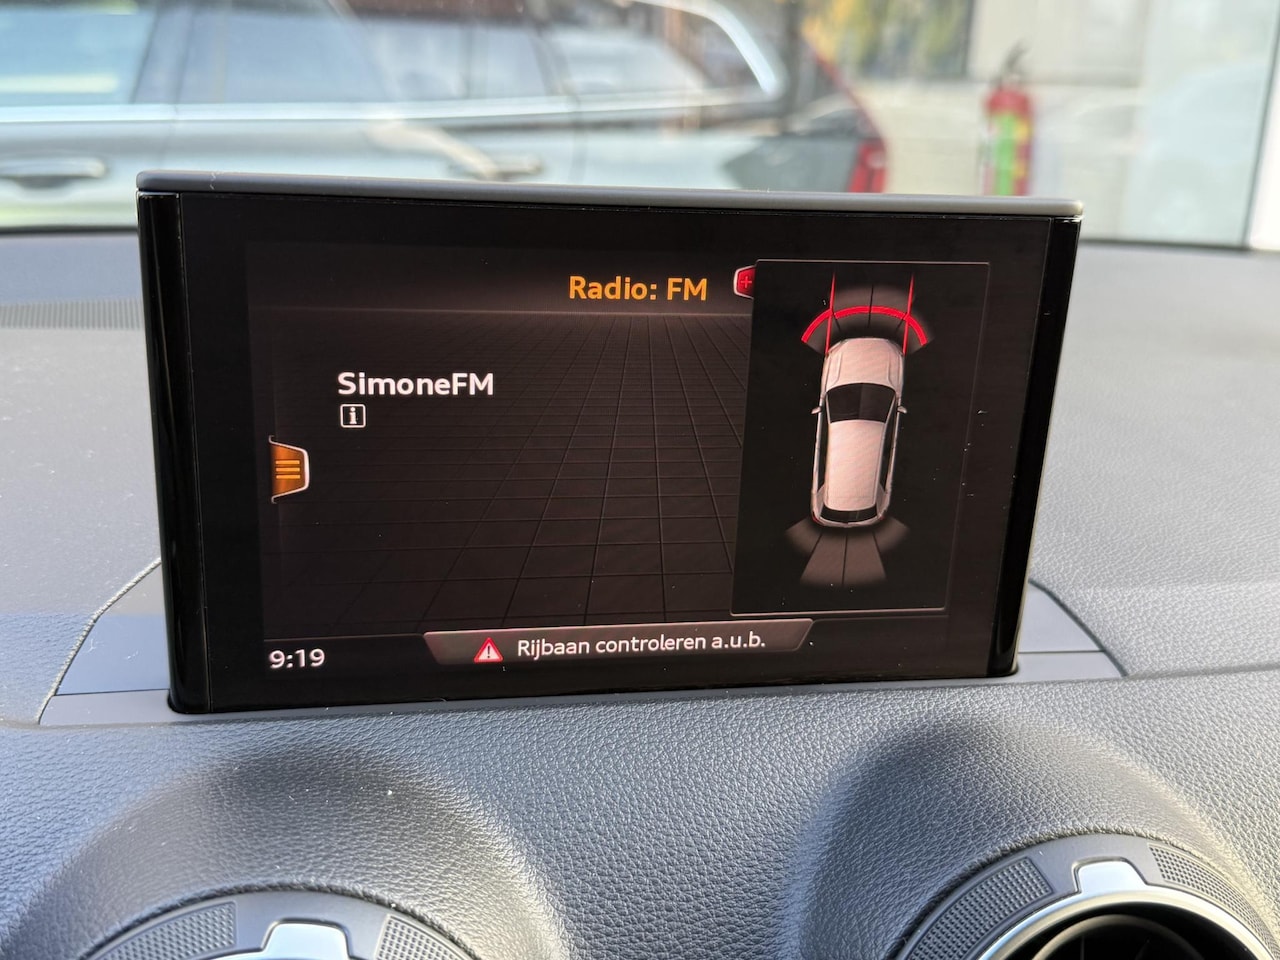 Radio: FM
SimoneFM
i
9:19
Rijbaan controleren a.u.b.